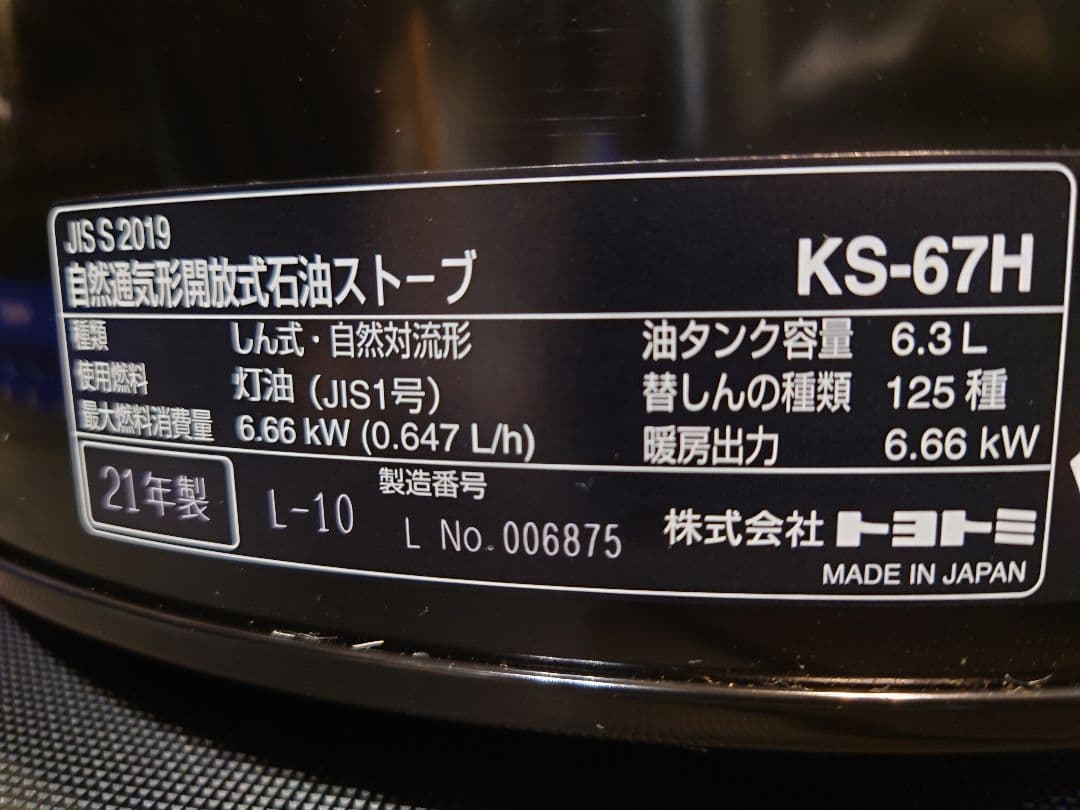 JIS S 2019
自然通気形開放式石油ストーブ
KS-67H
種類 しん式・自然対流形
使用燃料 灯油 (JIS1号)
最大燃料消費量 6.66 kW (0.647 L/h)
油タンク容量 6.3 L
替しんの種類 125 種
暖房出力 6.66 kW
21年製
L-10
製造番号
L No.006875
株式会社トヨトミ
MADE IN JAPAN